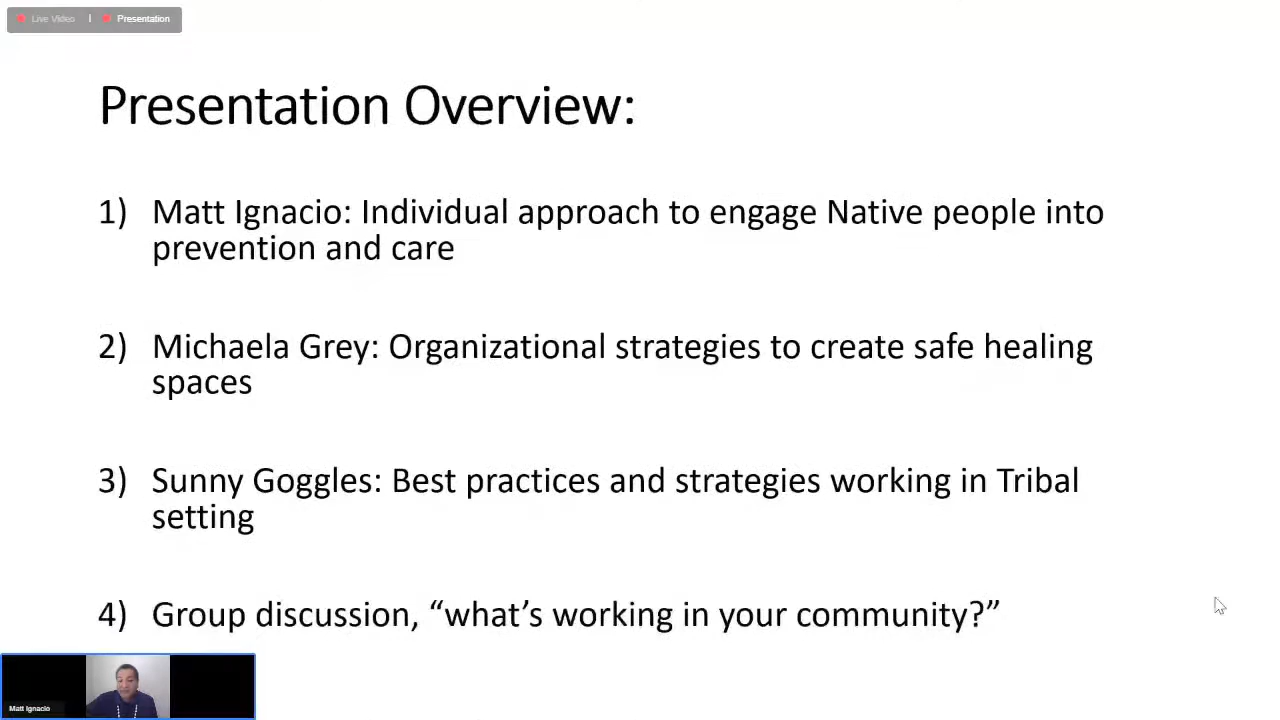 Live Video | Presentation
Presentation Overview:
1) Matt Ignacio: Individual approach to engage Native people into
prevention and care
2) Michaela Grey: Organizational strategies to create safe healing
spaces
3) Sunny Goggles: Best practices and strategies working in Tribal
setting
4) Group discussion, “what’s working in your community?”
Matt Ignacio